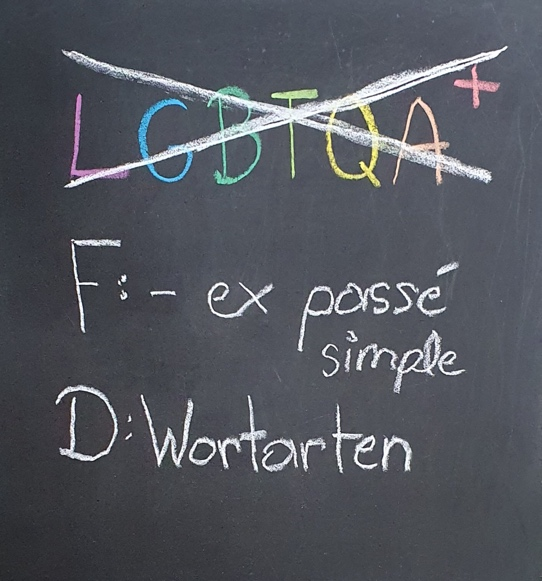 LGBTQA+
F: - ex passé
simple
D: Wortarten